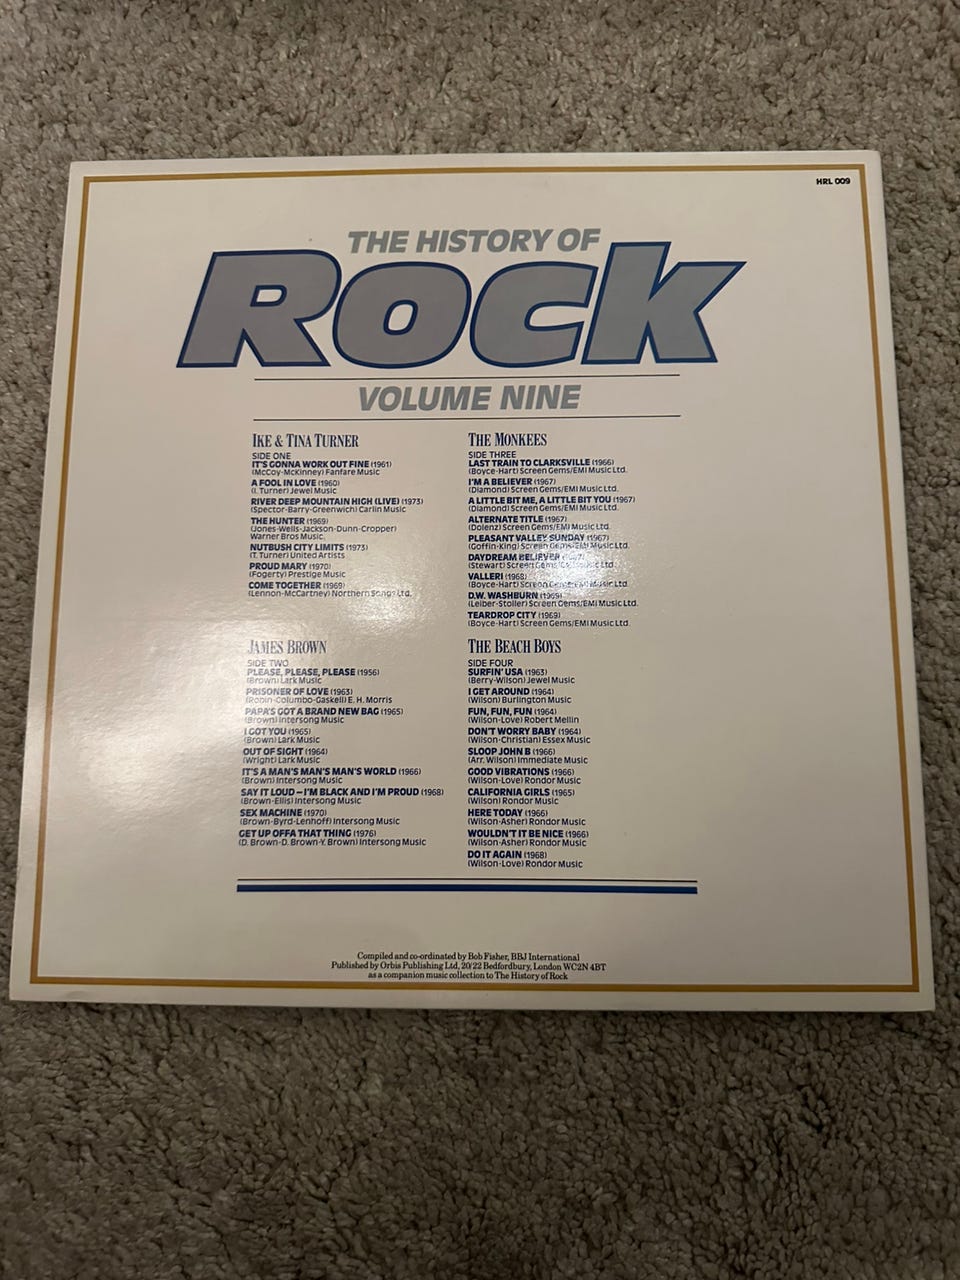 HRL 009
THE HISTORY OF
ROCK
VOLUME NINE
IKE & TINA TURNER
SIDE ONE
IT'S GONNA WORK OUT FINE (1961)
(McCoy-McKinney) Fanfare Music
A FOOL IN LOVE (1960)
(I. Turner) Jewel Music
RIVER DEEP MOUNTAIN HIGH (LIVE) (1973)
(Spector-Barry-Greenwich) Carlin Music
THE HUNTER (1969)
(Jones-Wells-Jackson-Dunn-Cropper)
Warner Bros Music.
NUTBUSH CITY LIMITS (1973)
(T. Turner) United Artists
PROUD MARY (1970)
(Fogerty) Prestige Music
COME TOGETHER (1969)
(Lennon-McCartney) Northern Songs Ltd.
JAMES BROWN
SIDE TWO
PLEASE, PLEASE, PLEASE (1956)
(Brown) Lark Music
PRISONER OF LOVE (1963)
(Robin-Columbo-Gaskell) E. H. Morris
PAPA'S GOT A BRAND NEW BAG (1965)
(Brown) Intersong Music
I GOT YOU (1965)
(Brown) Lark Music
OUT OF SIGHT (1964)
(Wright) Lark Music
IT'S A MAN'S MAN'S MAN'S WORLD (1966)
(Brown) Intersong Music
SAY IT LOUD – I'M BLACK AND I'M PROUD (1968)
(Brown-Ellis) Intersong Music
SEX MACHINE (1970)
(Brown-Byrd-Lenhoff) Intersong Music
GET UP OFFA THAT THING (1976)
(D. Brown-D. Brown-Y. Brown) Intersong Music
THE MONKEES
SIDE THREE
LAST TRAIN TO CLARKSVILLE (1966)
(Boyce-Hart) Screen Gems/EMI Music Ltd.
I'M A BELIEVER (1967)
(Diamond) Screen Gems/EMI Music Ltd.
A LITTLE BIT ME, A LITTLE BIT YOU (1967)
(Diamond) Screen Gems/EMI Music Ltd.
ALTERNATE TITLE (1967)
(Dolenz) Screen Gems/EMI Music Ltd.
PLEASANT VALLEY SUNDAY (1967)
(Goffin-King) Screen Gems/EMI Music Ltd.
DAYDREAM BELIEVER
(Stewart) Screen Gems/EMI Music Ltd.
VALLERI (1968)
(Boyce-Hart) Screen Gems/EMI Music Ltd.
D.W. WASHBURN (1969)
(Leiber-Stoller) Screen Gems/EMI Music Ltd.
TEARDROP CITY (1969)
(Boyce-Hart) Screen Gems/EMI Music Ltd.
THE BEACH BOYS
SIDE FOUR
SURFIN' USA (1963)
(Berry-Wilson) Jewel Music
I GET AROUND (1964)
(Wilson) Burlington Music
FUN, FUN, FUN (1964)
(Wilson-Love) Robert Mellin
DON'T WORRY BABY (1964)
(Wilson-Christian) Essex Music
SLOOP JOHN B (1966)
(Arr. Wilson) Immediate Music
GOOD VIBRATIONS (1966)
(Wilson-Love) Rondor Music
CALIFORNIA GIRLS (1965)
(Wilson) Rondor Music
HERE TODAY (1966)
(Wilson-Asher) Rondor Music
WOULDN'T IT BE NICE (1966)
(Wilson-Asher) Rondor Music
DO IT AGAIN (1968)
(Wilson-Love) Rondor Music
Compiled and co-ordinated by Bob Fisher, BBJ International
Published by Orbis Publishing Ltd, 20/22 Bedfordbury, London WC2N 4BT
as a companion music collection to The History of Rock